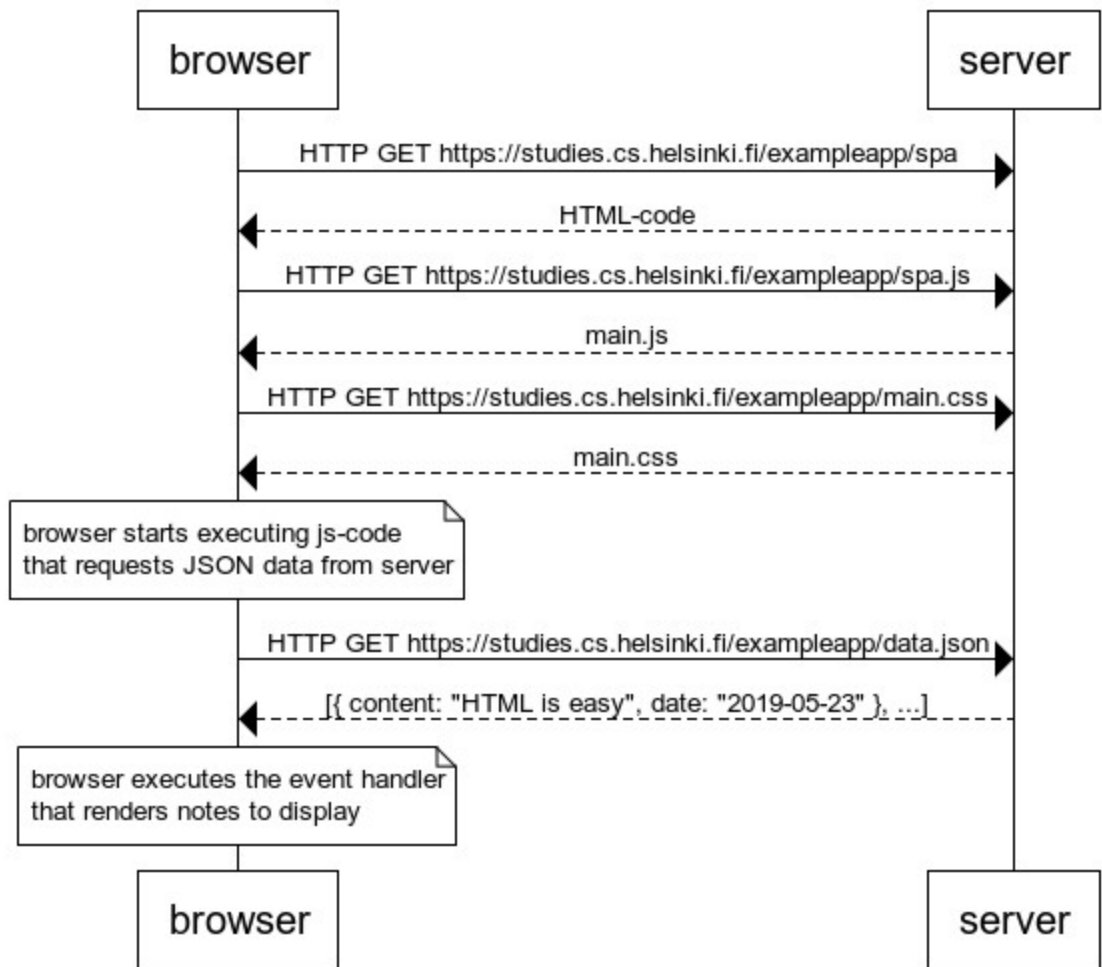 browser
server
HTTP GET https://studies.cs.helsinki.fi/exampleapp/spa
HTML-code
HTTP GET https://studies.cs.helsinki.fi/exampleapp/spa.js
main.js
HTTP GET https://studies.cs.helsinki.fi/exampleapp/main.css
main.css
browser starts executing js-code
that requests JSON data from server
HTTP GET https://studies.cs.helsinki.fi/exampleapp/data.json
[{ content: "HTML is easy", date: "2019-05-23" }, ...]
browser executes the event handler
that renders notes to display
browser
server